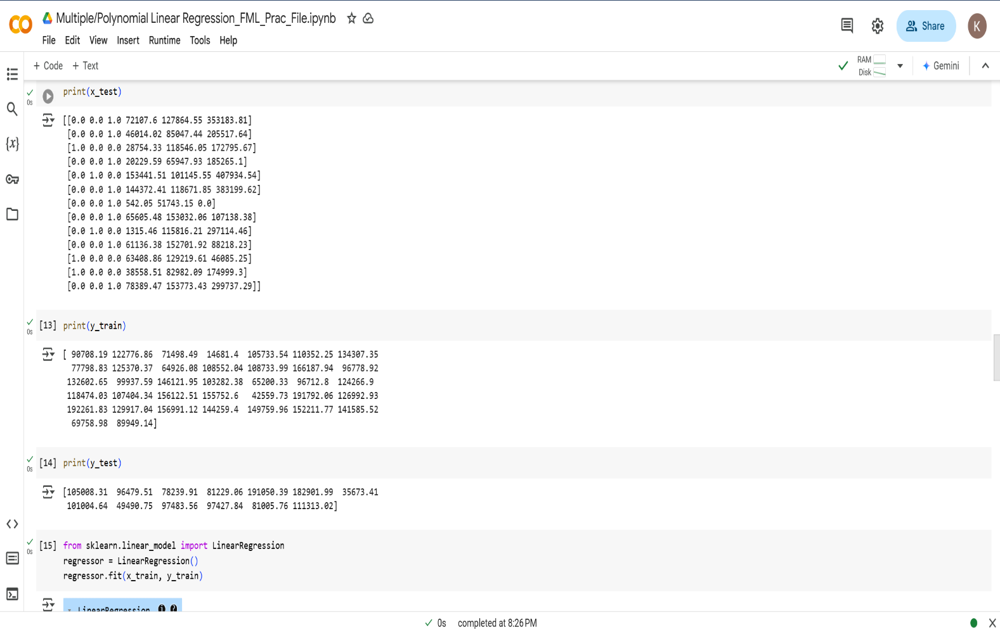 Multiple/Polynomial Linear Regression_FML_Prac_File.ipynb
File Edit View Insert Runtime Tools Help
Share
K
+ Code + Text
RAM
Disk
Gemini
0s
print(x_test)
[[0.0 0.0 1.0 72107.6 127864.55 353183.81]
[0.0 0.0 1.0 46014.02 85047.44 205517.64]
[1.0 0.0 0.0 28754.33 118546.05 172795.67]
[0.0 0.0 1.0 20229.59 65947.93 185265.1]
[0.0 1.0 0.0 153441.51 101145.55 407934.54]
[0.0 0.0 1.0 144372.41 118671.85 383199.62]
[0.0 0.0 1.0 542.05 51743.15 0.0]
[0.0 0.0 1.0 65605.48 153032.06 107138.38]
[0.0 1.0 0.0 1315.46 115816.21 297114.46]
[0.0 0.0 1.0 61136.38 152701.92 88218.23]
[1.0 0.0 0.0 63408.86 129219.61 46085.25]
[1.0 0.0 0.0 38558.51 82982.09 174999.3]
[0.0 0.0 1.0 78389.47 153773.43 299737.29]]
0s
[13] print(y_train)
[ 90708.19 122776.86 71498.49 14681.4 105733.54 110352.25 134307.35
77798.83 125370.37 64926.08 108552.04 108733.99 166187.94 96778.92
132602.65 99937.59 146121.95 103282.38 65200.33 96712.8 124266.9
118474.03 107404.34 156122.51 155752.6 42559.73 191792.06 126992.93
192261.83 129917.04 156991.12 144259.4 149759.96 152211.77 141585.52
69758.98 89949.14]
0s
[14] print(y_test)
[105008.31 96479.51 78239.91 81229.06 191050.39 182901.99 35673.41
101004.64 49490.75 97483.56 97427.84 81005.76 111313.02]
0s
[15] from sklearn.linear_model import LinearRegression
regressor = LinearRegression()
regressor.fit(x_train, y_train)
LinearRegression
0s completed at 8:26 PM